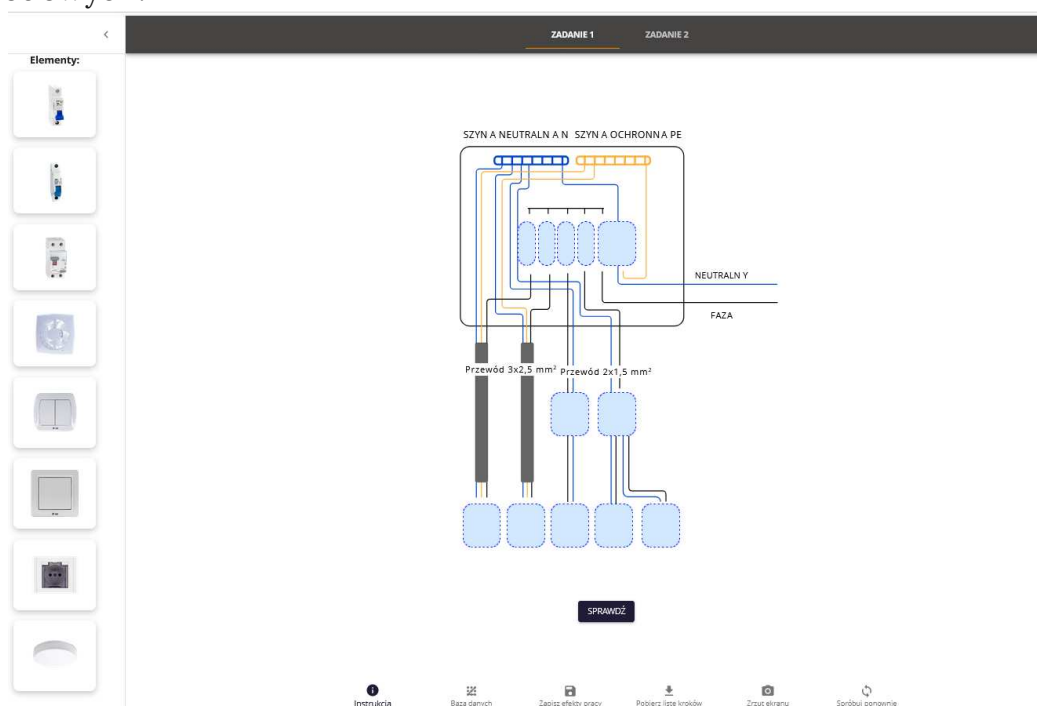 ZADANIE 1 ZADANIE 2
Elementy:
SZYN A NEUTRALN A N SZYN A OCHRONN A PE
NEUTRALN Y
FAZA
Przewód 3x2,5 mm² Przewód 2x1,5 mm²
SPRAWDŹ
Instrukcja Baza danych Zapisz efekty pracy Pobierz listę kroków Zrzut ekranu Spróbuj ponownie